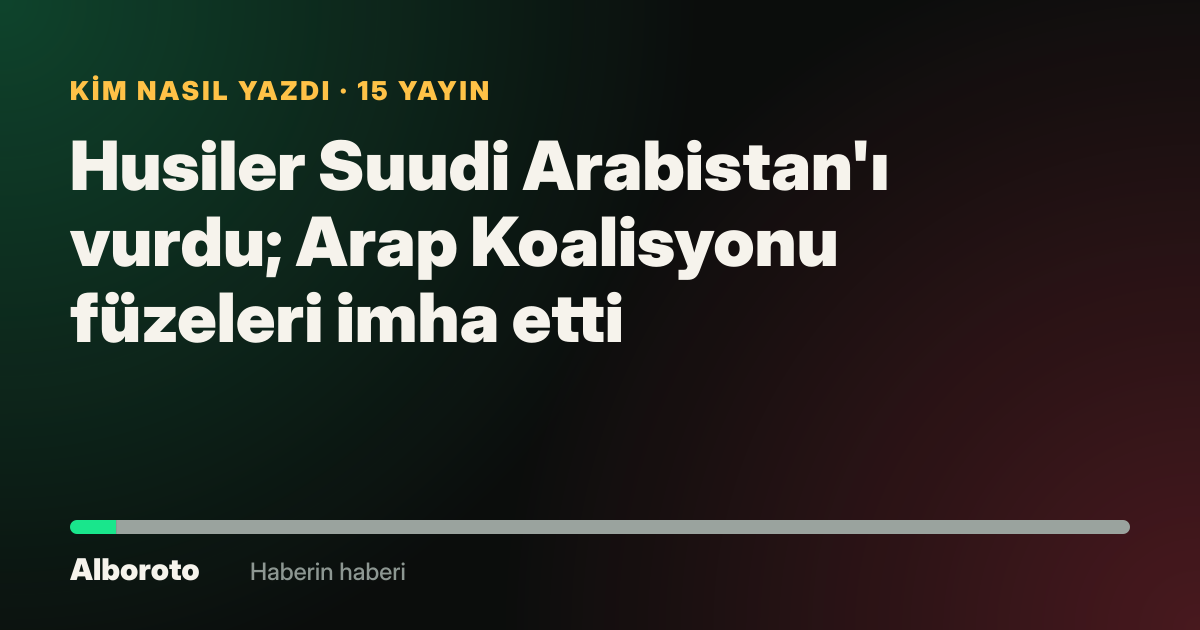 KİM NASIL YAZDI · 15 YAYIN
Husiler Suudi Arabistan'ı
vurdu; Arap Koalisyonu
füzeleri imha etti
Alboroto
Haberin haberi